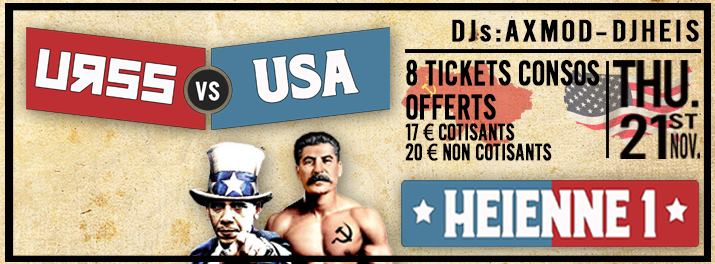 URSS VS USA
DJs:AXMOD-DJHEIS
8 TICKETS CONSOS
OFFERTS
17 € COTISANTS
20 € NON COTISANTS
THU.
21ST
NOV.
HEIENNE 1